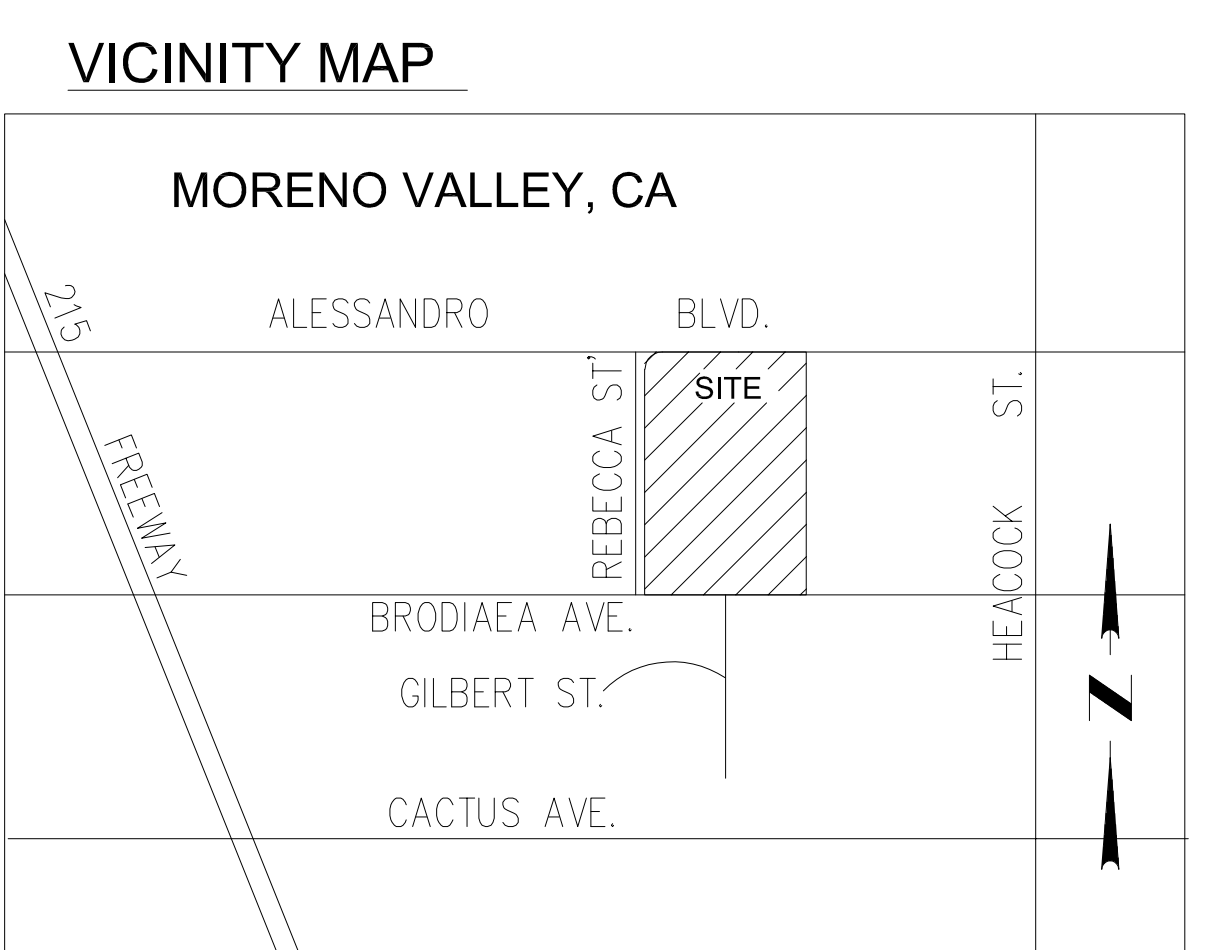 VICINITY MAP
MORENO VALLEY, CA
215
FREEWAY
ALESSANDRO BLVD.
REBECCA ST'
SITE
HEACOCK ST.
BRODIAEA AVE.
GILBERT ST.
CACTUS AVE.
N